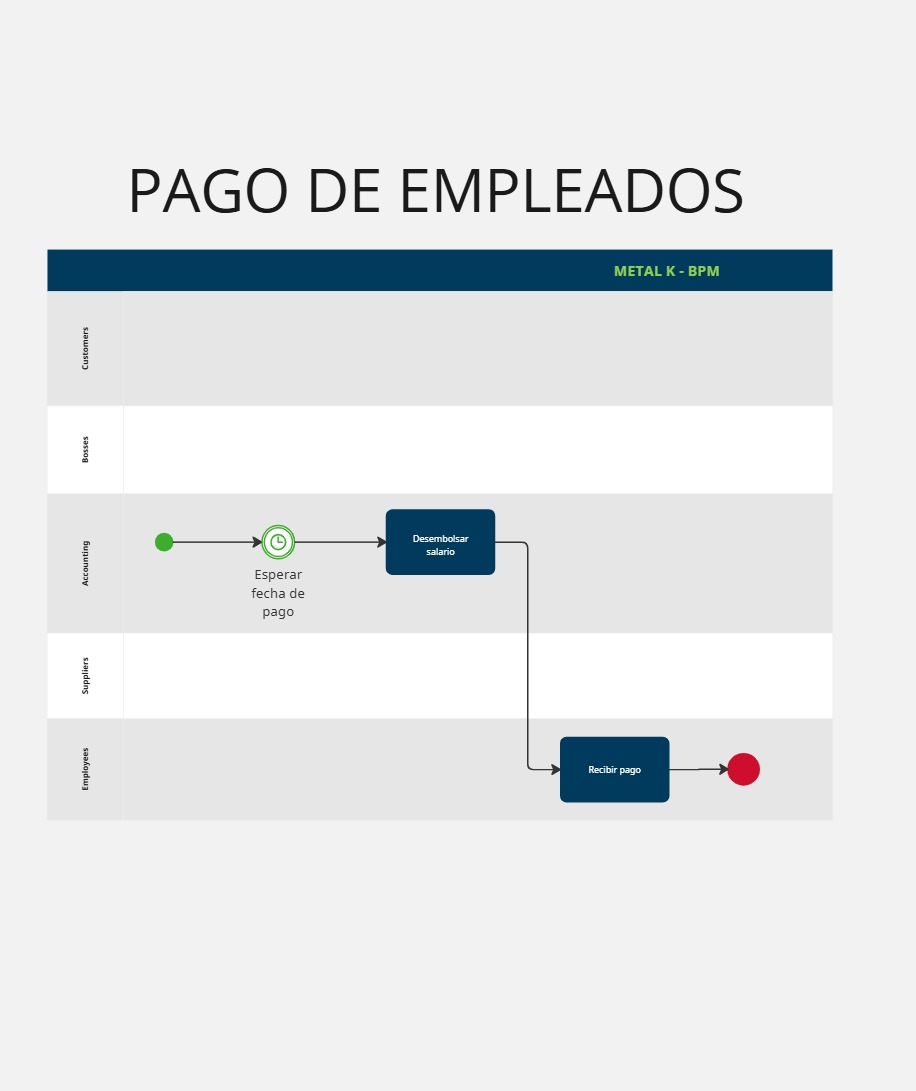 PAGO DE EMPLEADOS
METAL K - BPM
Customers
Bosses
Accounting
Esperar
fecha de
pago
Desembolsar
salario
Suppliers
Employees
Recibir pago